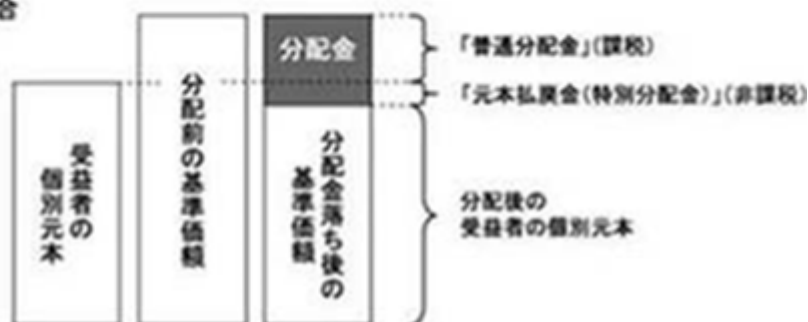 合
受益者の
個別元本
分配前の基準価額
分配金
分配金落ち後の
基準価額
「普通分配金」(課税)
「元本払戻金(特別分配金)」(非課税)
分配後の
受益者の個別元本